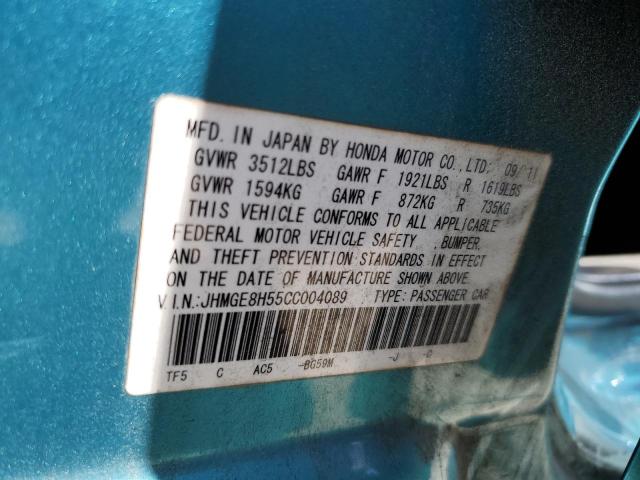 MFD. IN JAPAN BY HONDA MOTOR CO., LTD. 09/11
GVWR 3512LBS GAWR F 1921LBS R 1619LBS
GVWR 1594KG GAWR F 872KG R 735KG
THIS VEHICLE CONFORMS TO ALL APPLICABLE
FEDERAL MOTOR VEHICLE SAFETY , BUMPER,
AND THEFT PREVENTION STANDARDS IN EFFECT
ON THE DATE OF MANUFACTURE SHOWN ABOVE.
V.I.N.:JHMGE8H55CC004089 TYPE: PASSENGER CAR
TF5 C AC5 -BG59M -J -C